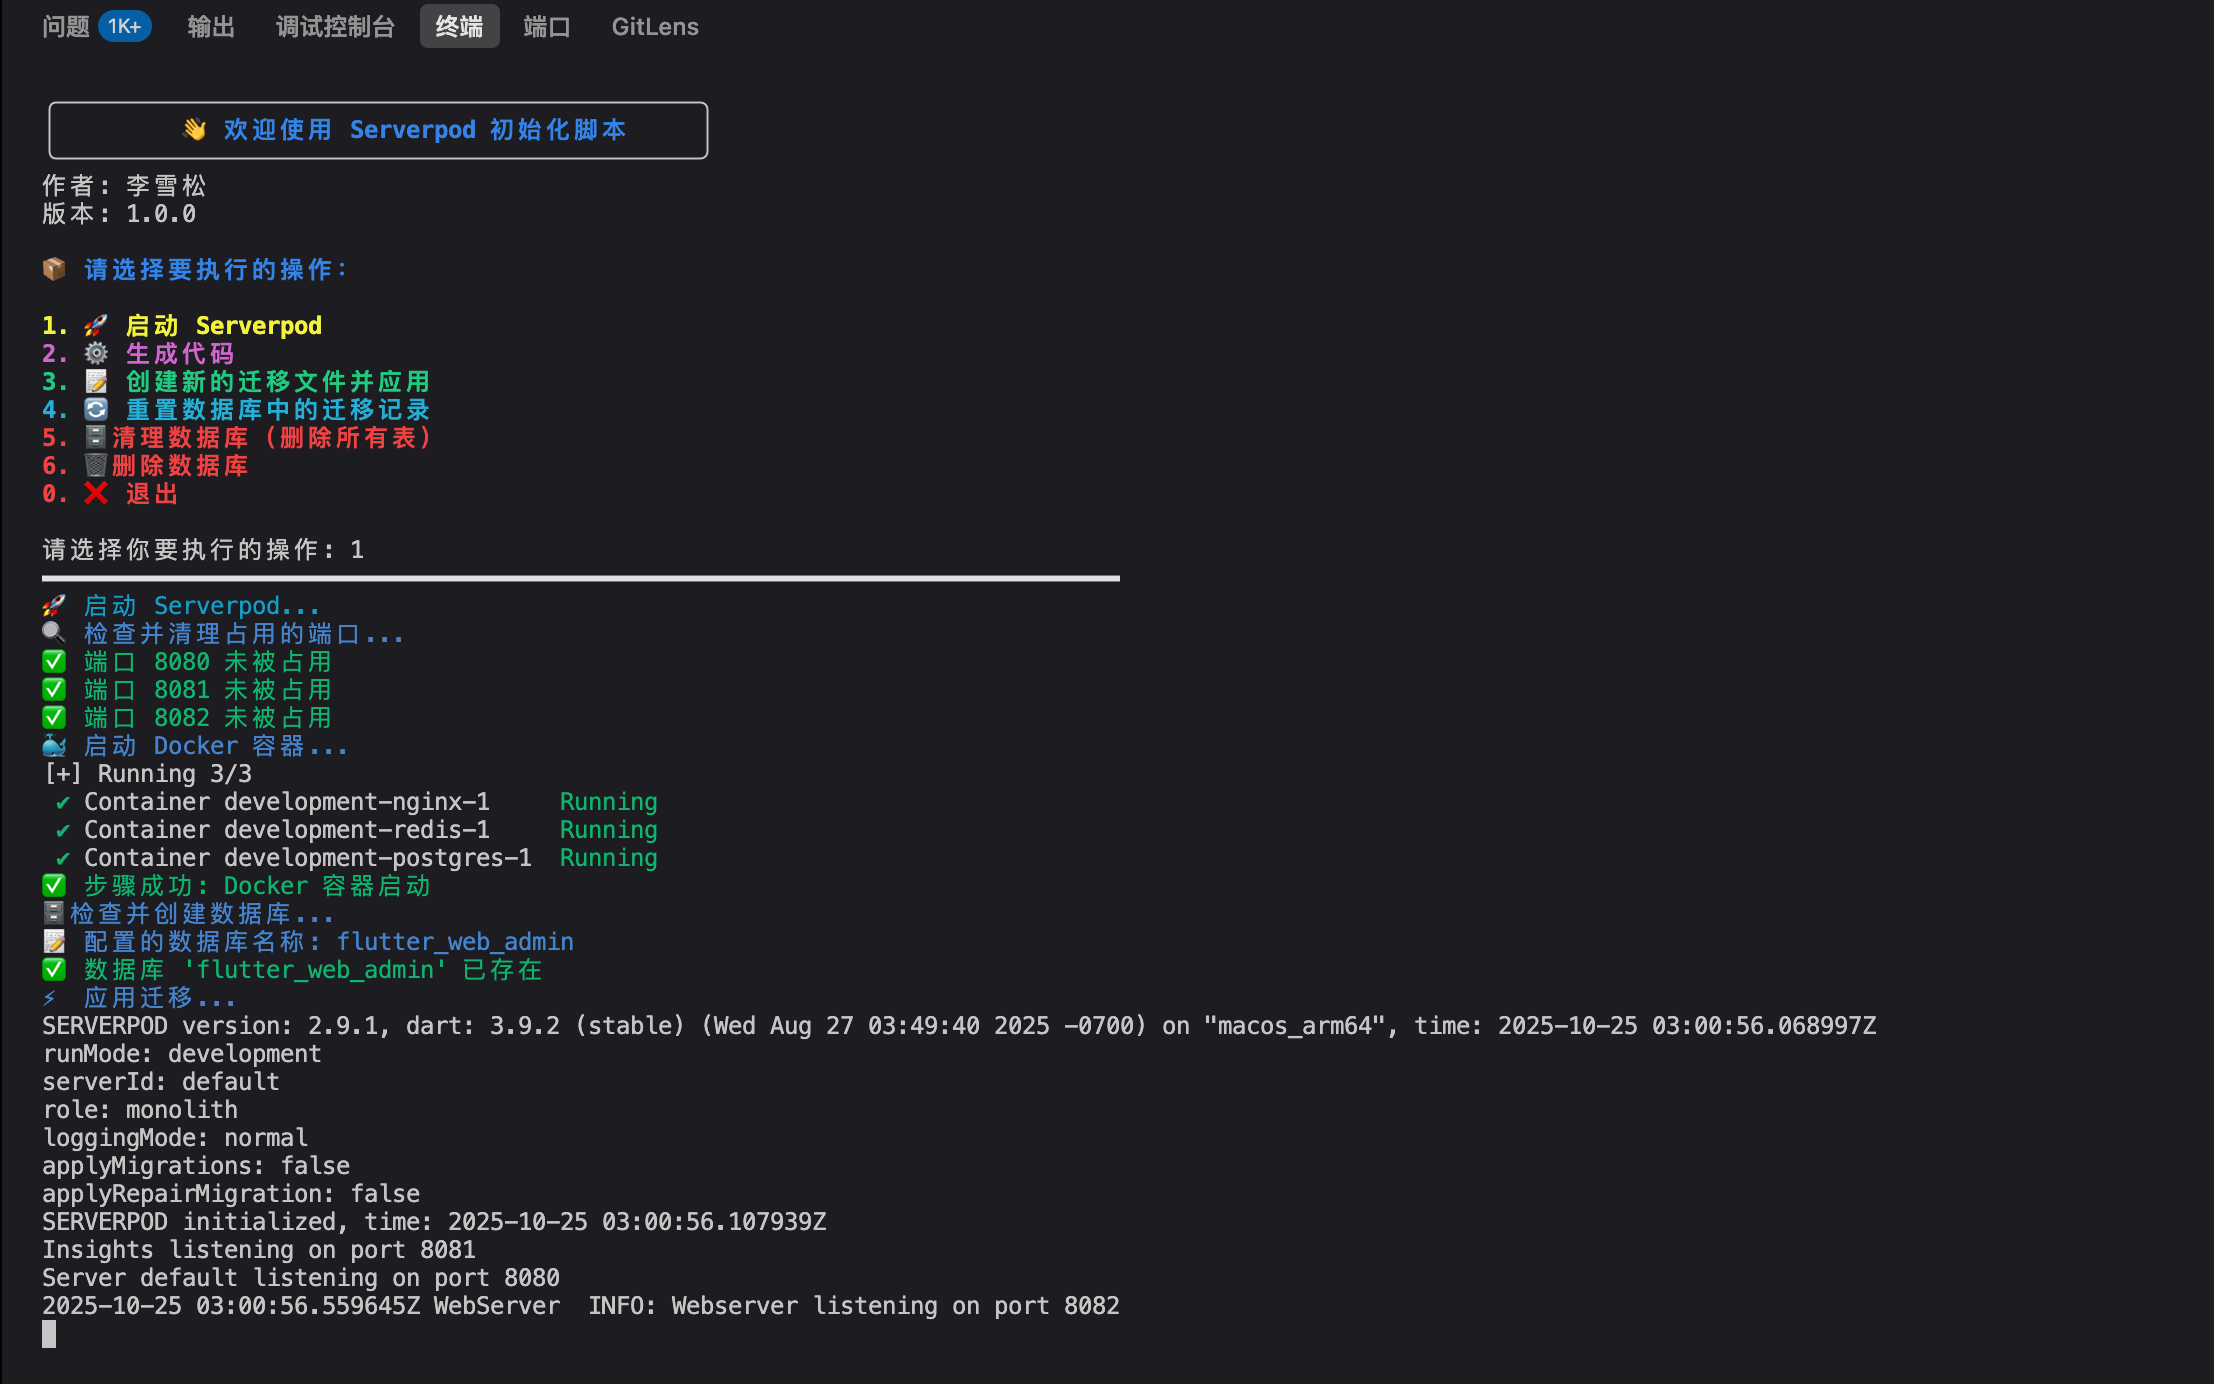 问题 1K+ 输出 调试控制台 终端 端口 GitLens
👋 欢迎使用 Serverpod 初始化脚本
作者: 李雪松
版本: 1.0.0
📦 请选择要执行的操作:
1. 🚀 启动 Serverpod
2. ⚙️ 生成代码
3. 📝 创建新的迁移文件并应用
4. 🔄 重置数据库中的迁移记录
5. 🗄️清理数据库（删除所有表）
6. 🗑️删除数据库
0. ❌ 退出
请选择你要执行的操作: 1
🚀 启动 Serverpod...
🔍 检查并清理占用的端口...
✅ 端口 8080 未被占用
✅ 端口 8081 未被占用
✅ 端口 8082 未被占用
🐳 启动 Docker 容器...
[+] Running 3/3
✔ Container development-nginx-1 Running
✔ Container development-redis-1 Running
✔ Container development-postgres-1 Running
✅ 步骤成功: Docker 容器启动
🗄️检查并创建数据库...
📝 配置的数据库名称: flutter_web_admin
✅ 数据库 'flutter_web_admin' 已存在
⚡ 应用迁移...
SERVERPOD version: 2.9.1, dart: 3.9.2 (stable) (Wed Aug 27 03:49:40 2025 -0700) on "macos_arm64", time: 2025-10-25 03:00:56.068997Z
runMode: development
serverId: default
role: monolith
loggingMode: normal
applyMigrations: false
applyRepairMigration: false
SERVERPOD initialized, time: 2025-10-25 03:00:56.107939Z
Insights listening on port 8081
Server default listening on port 8080
2025-10-25 03:00:56.559645Z WebServer  INFO: Webserver listening on port 8082